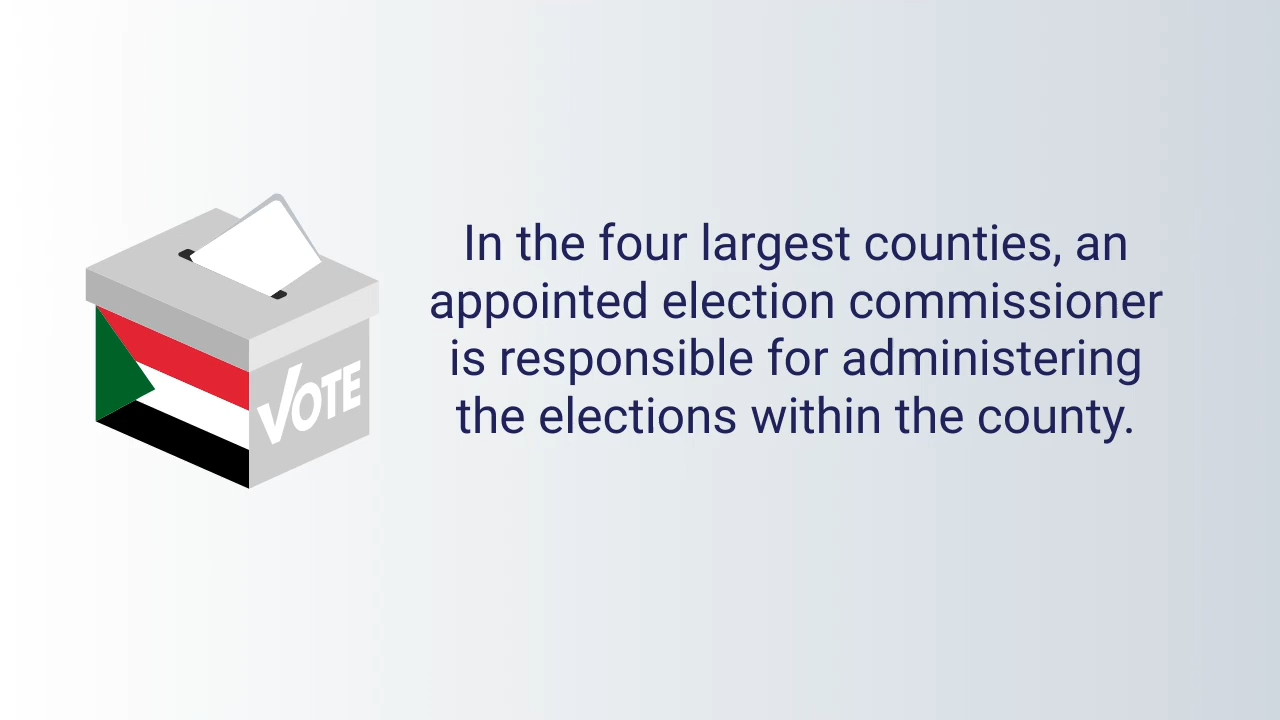 VOTE
In the four largest counties, an
appointed election commissioner
is responsible for administering
the elections within the county.